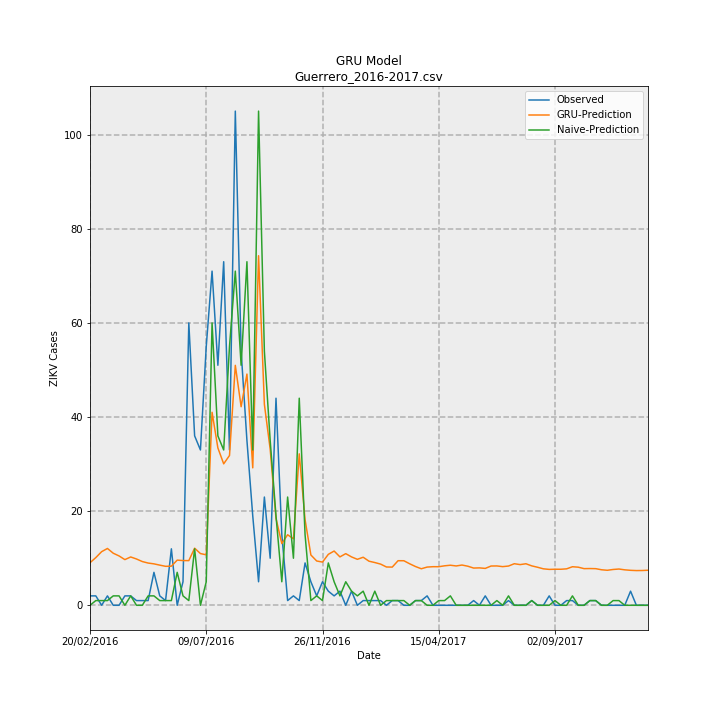 GRU Model
Guerrero_2016-2017.csv
Observed
GRU-Prediction
Naive-Prediction
100
80
60
40
20
0
ZIKV Cases
20/02/2016 09/07/2016 26/11/2016 15/04/2017 02/09/2017
Date